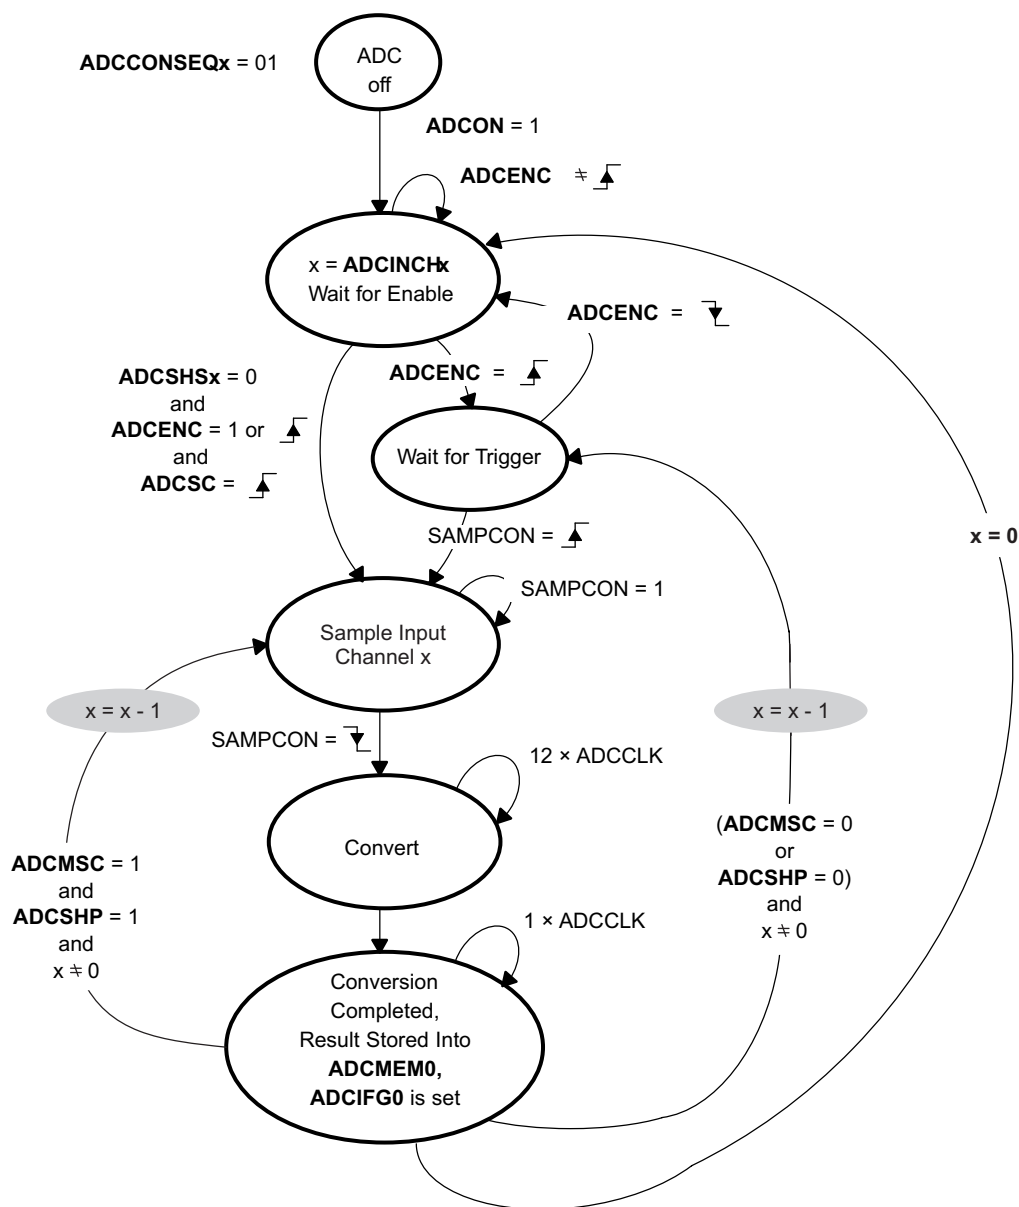 ADCCONSEQx = 01
ADC
off
ADCON = 1
ADCENC ≠
x = ADCINCHx
Wait for Enable
ADCENC =
ADCSHSx = 0
and
ADCENC = 1 or
and
ADCSC =
ADCENC =
Wait for Trigger
SAMPCON =
x = 0
SAMPCON = 1
Sample Input
Channel x
x = x - 1
x = x - 1
SAMPCON =
12 × ADCCLK
Convert
(ADCMSC = 0
or
ADCSHP = 0)
and
x ≠ 0
ADCMSC = 1
and
ADCSHP = 1
and
x ≠ 0
1 × ADCCLK
Conversion
Completed,
Result Stored Into
ADCMEM0,
ADCIFG0 is set